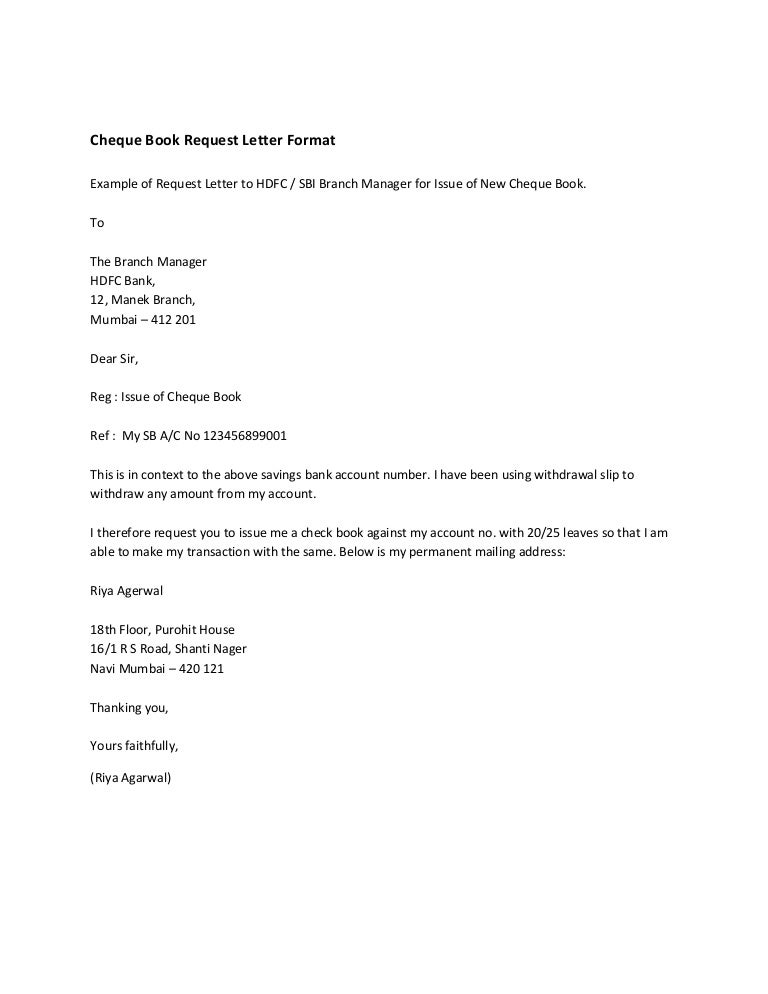 Cheque Book Request Letter Format
Example of Request Letter to HDFC / SBI Branch Manager for Issue of New Cheque Book.
To
The Branch Manager
HDFC Bank,
12, Manek Branch,
Mumbai – 412 201
Dear Sir,
Reg : Issue of Cheque Book
Ref :  My SB A/C No 123456899001
This is in context to the above savings bank account number. I have been using withdrawal slip to
withdraw any amount from my account.
I therefore request you to issue me a check book against my account no. with 20/25 leaves so that I am
able to make my transaction with the same. Below is my permanent mailing address:
Riya Agerwal
18th Floor, Purohit House
16/1 R S Road, Shanti Nager
Navi Mumbai – 420 121
Thanking you,
Yours faithfully,
(Riya Agarwal)